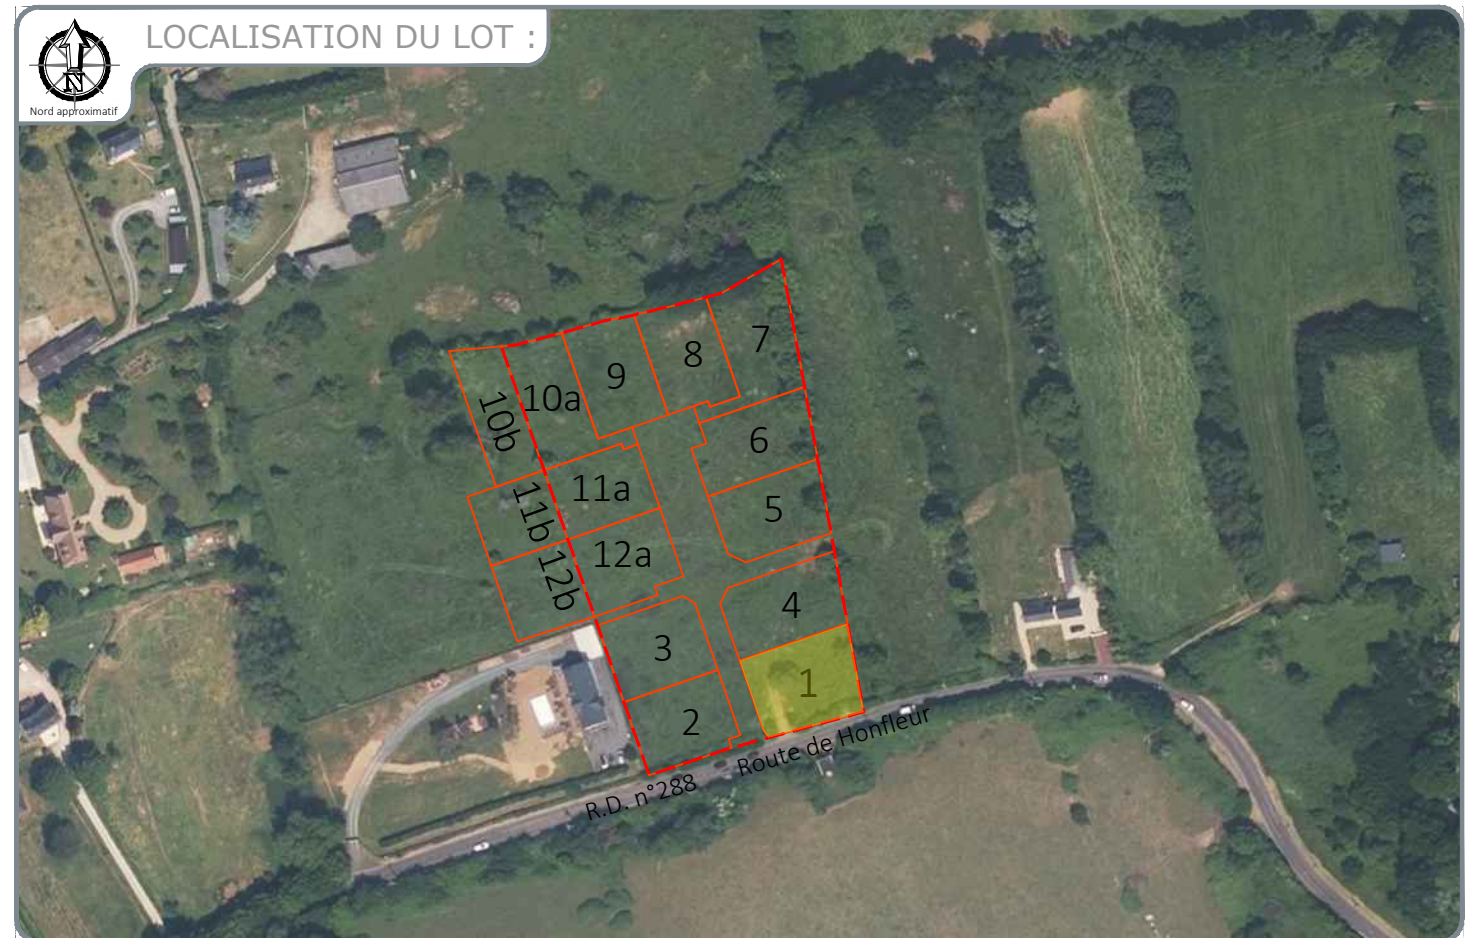 LOCALISATION DU LOT :
N
Nord approximatif
7
8
9
10a
10b
6
11a
11b
5
12a
12b
4
3
1
2
Route de Honfleur
R.D. n°288